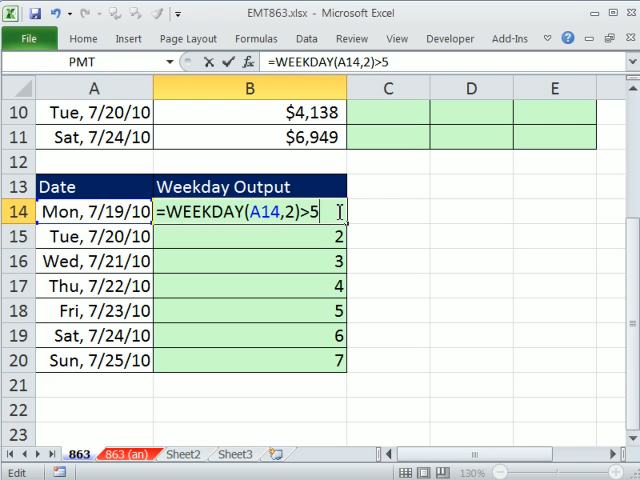 EMT863.xlsx - Microsoft Excel
File Home Insert Page Layout Formulas Data Review View Developer Add-Ins
PMT fx =WEEKDAY(A14,2)>5
A B C D E
10 Tue, 7/20/10 $4,138
11 Sat, 7/24/10 $6,949
12
13 Date Weekday Output
14 Mon, 7/19/10 =WEEKDAY(A14,2)>5
15 Tue, 7/20/10 2
16 Wed, 7/21/10 3
17 Thu, 7/22/10 4
18 Fri, 7/23/10 5
19 Sat, 7/24/10 6
20 Sun, 7/25/10 7
21
22
23
863 863 (an) Sheet2 Sheet3
Edit 130%